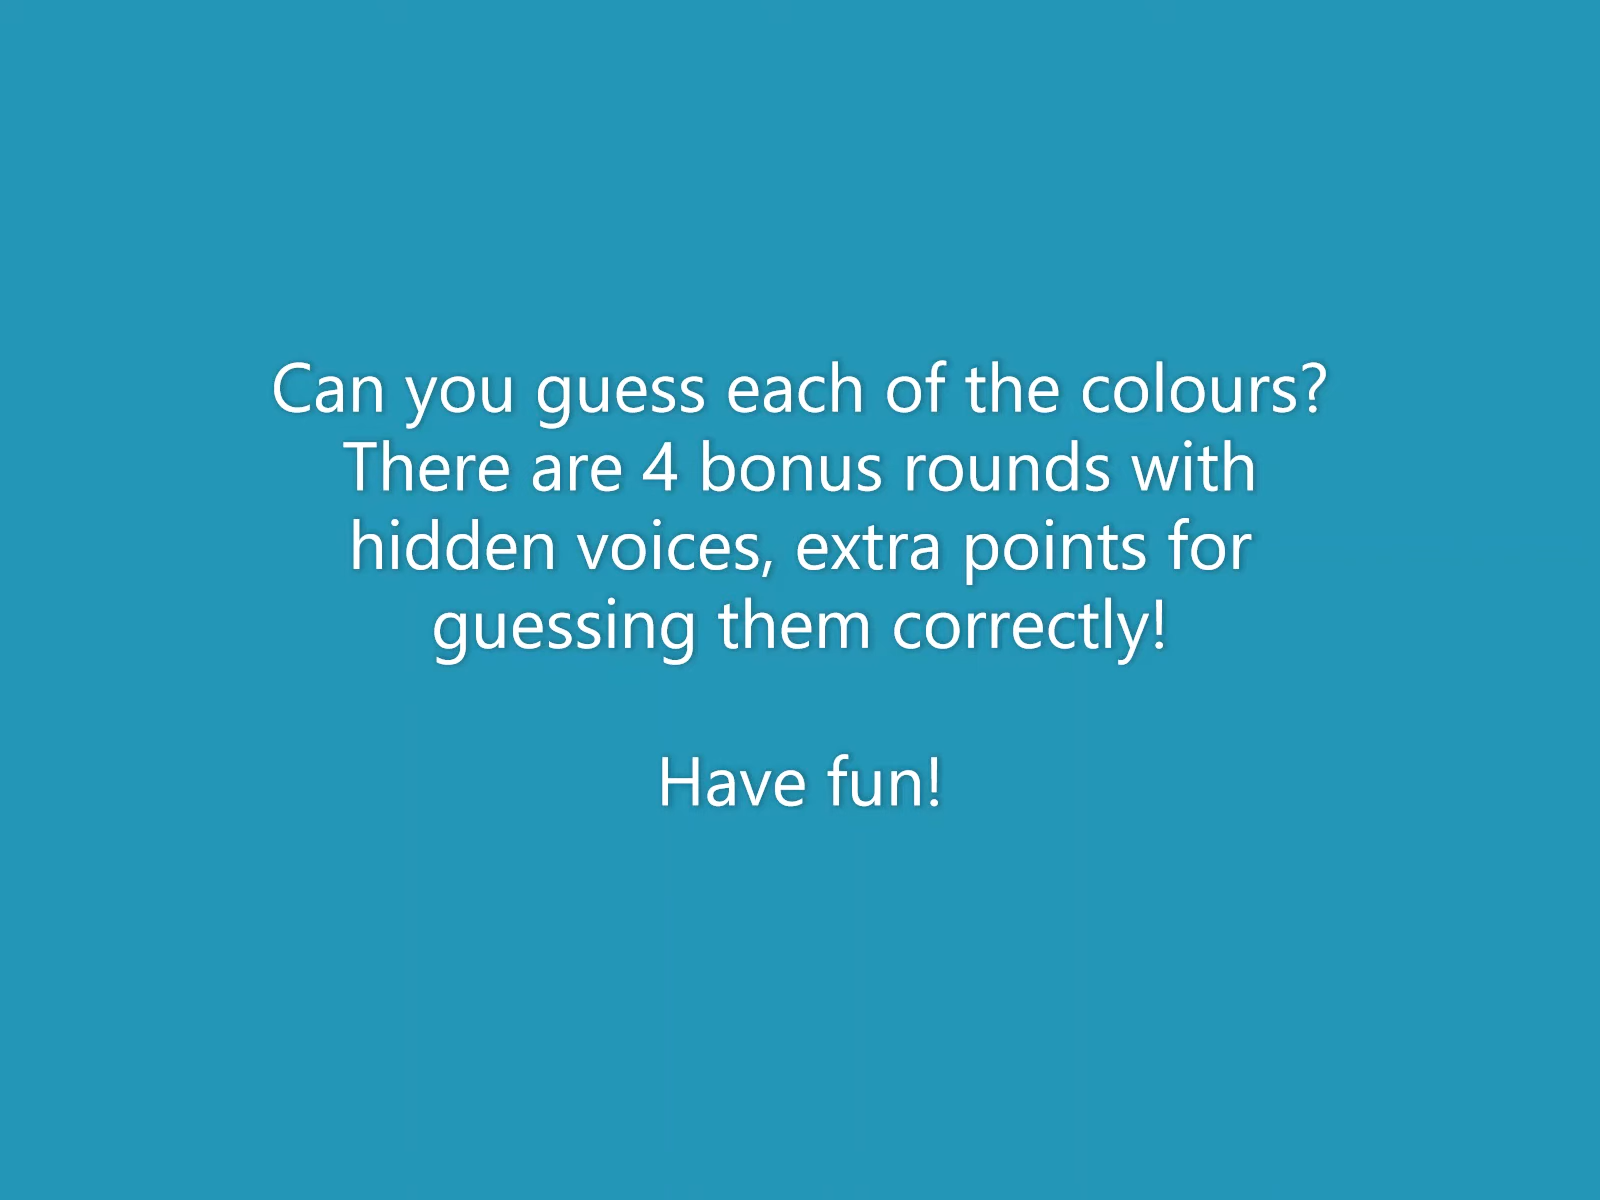 Can you guess each of the colours?
There are 4 bonus rounds with
hidden voices, extra points for
guessing them correctly!
Have fun!